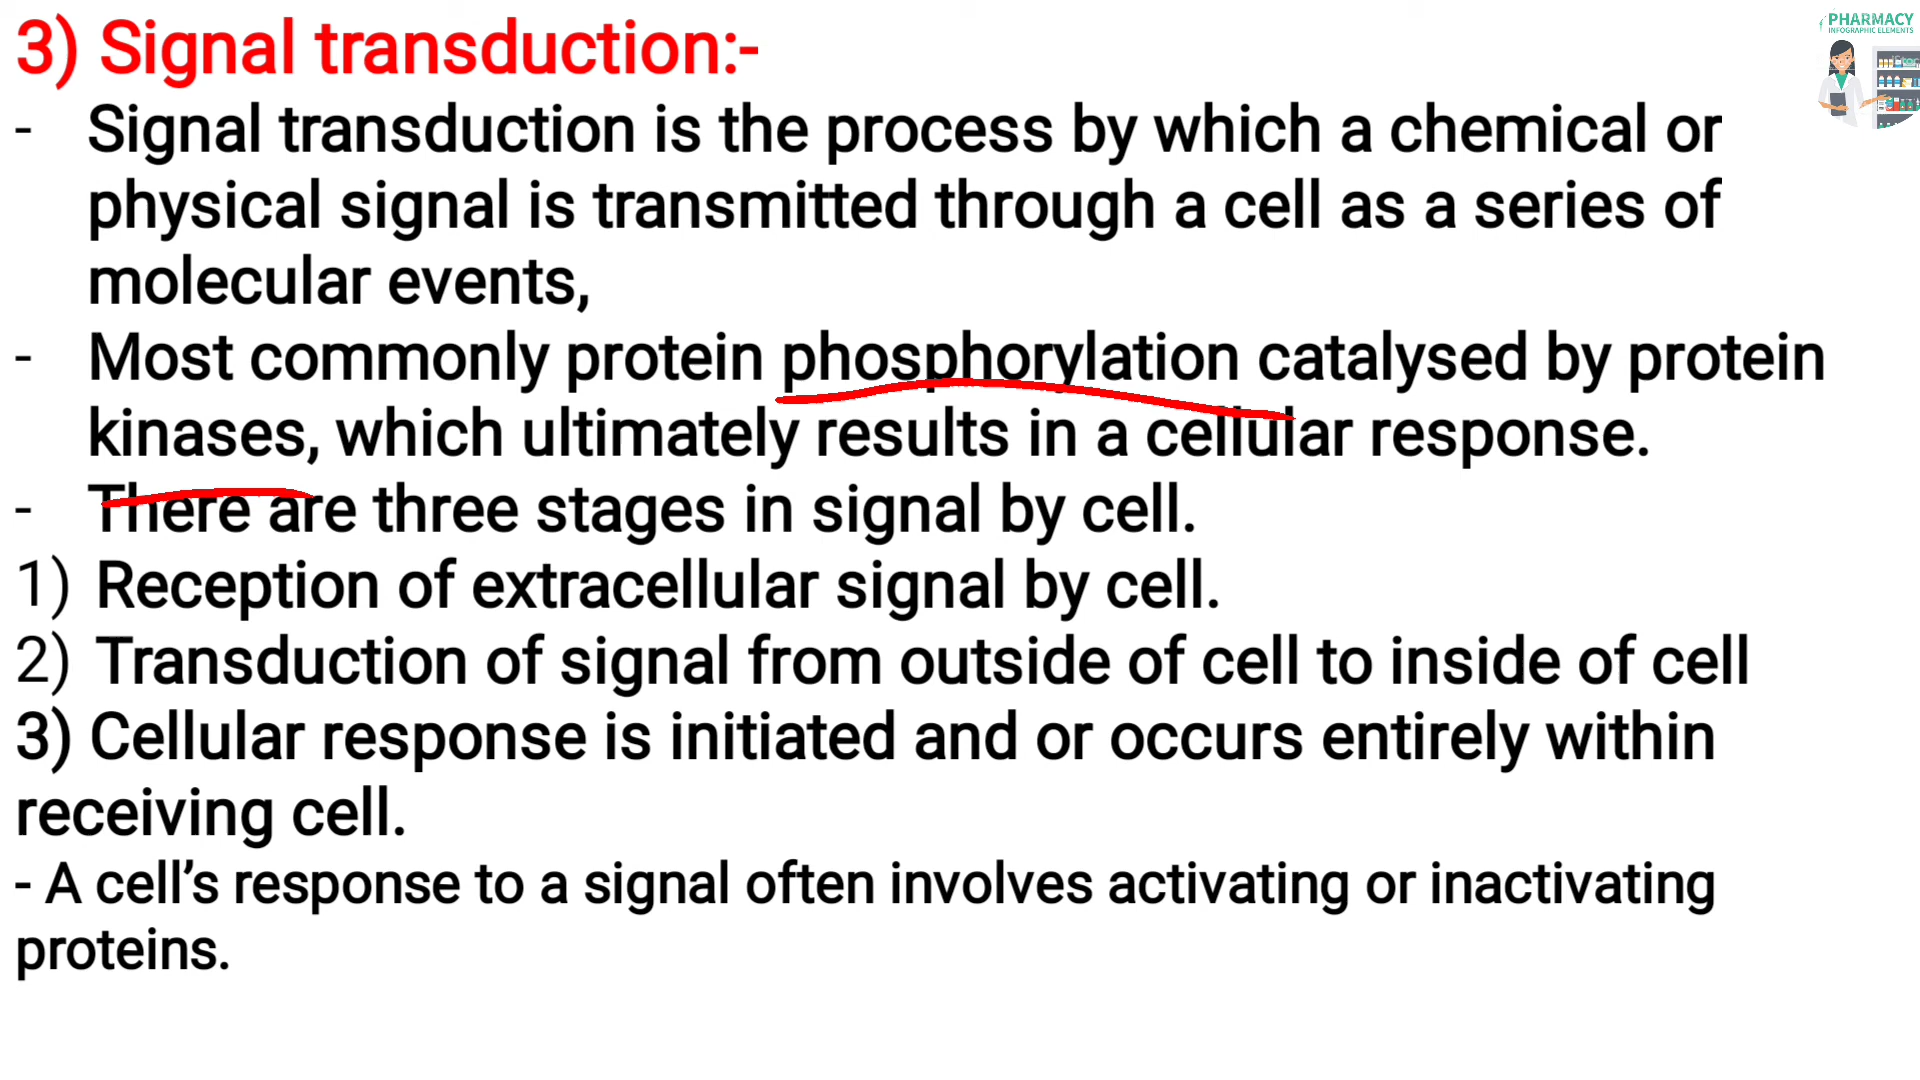 3) Signal transduction:-
PHARMACY
INFOGRAPHIC ELEMENTS
- Signal transduction is the process by which a chemical or
physical signal is transmitted through a cell as a series of
molecular events,
- Most commonly protein phosphorylation catalysed by protein
kinases, which ultimately results in a cellular response.
- There are three stages in signal by cell.
1) Reception of extracellular signal by cell.
2) Transduction of signal from outside of cell to inside of cell
3) Cellular response is initiated and or occurs entirely within
receiving cell.
- A cell’s response to a signal often involves activating or inactivating
proteins.